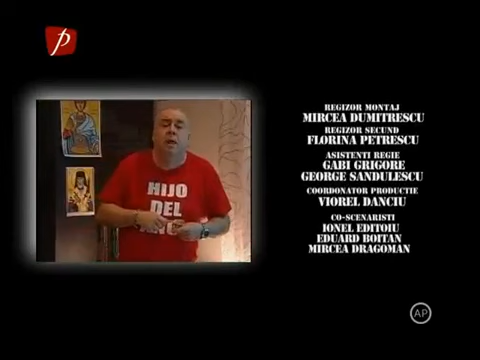 p
REGIZOR MONTAJ
MIRCEA DUMITRESCU
REGIZOR SECUND
FLORINA PETRESCU
ASISTENTI REGIE
GABI GRIGORE
GEORGE SANDULESCU
COORDONATOR PRODUCTIE
VIOREL DANCIU
CO-SCENARISTI
IONEL EDITOIU
EDUARD BOITAN
MIRCEA DRAGOMAN
HIJO
DEL
AP